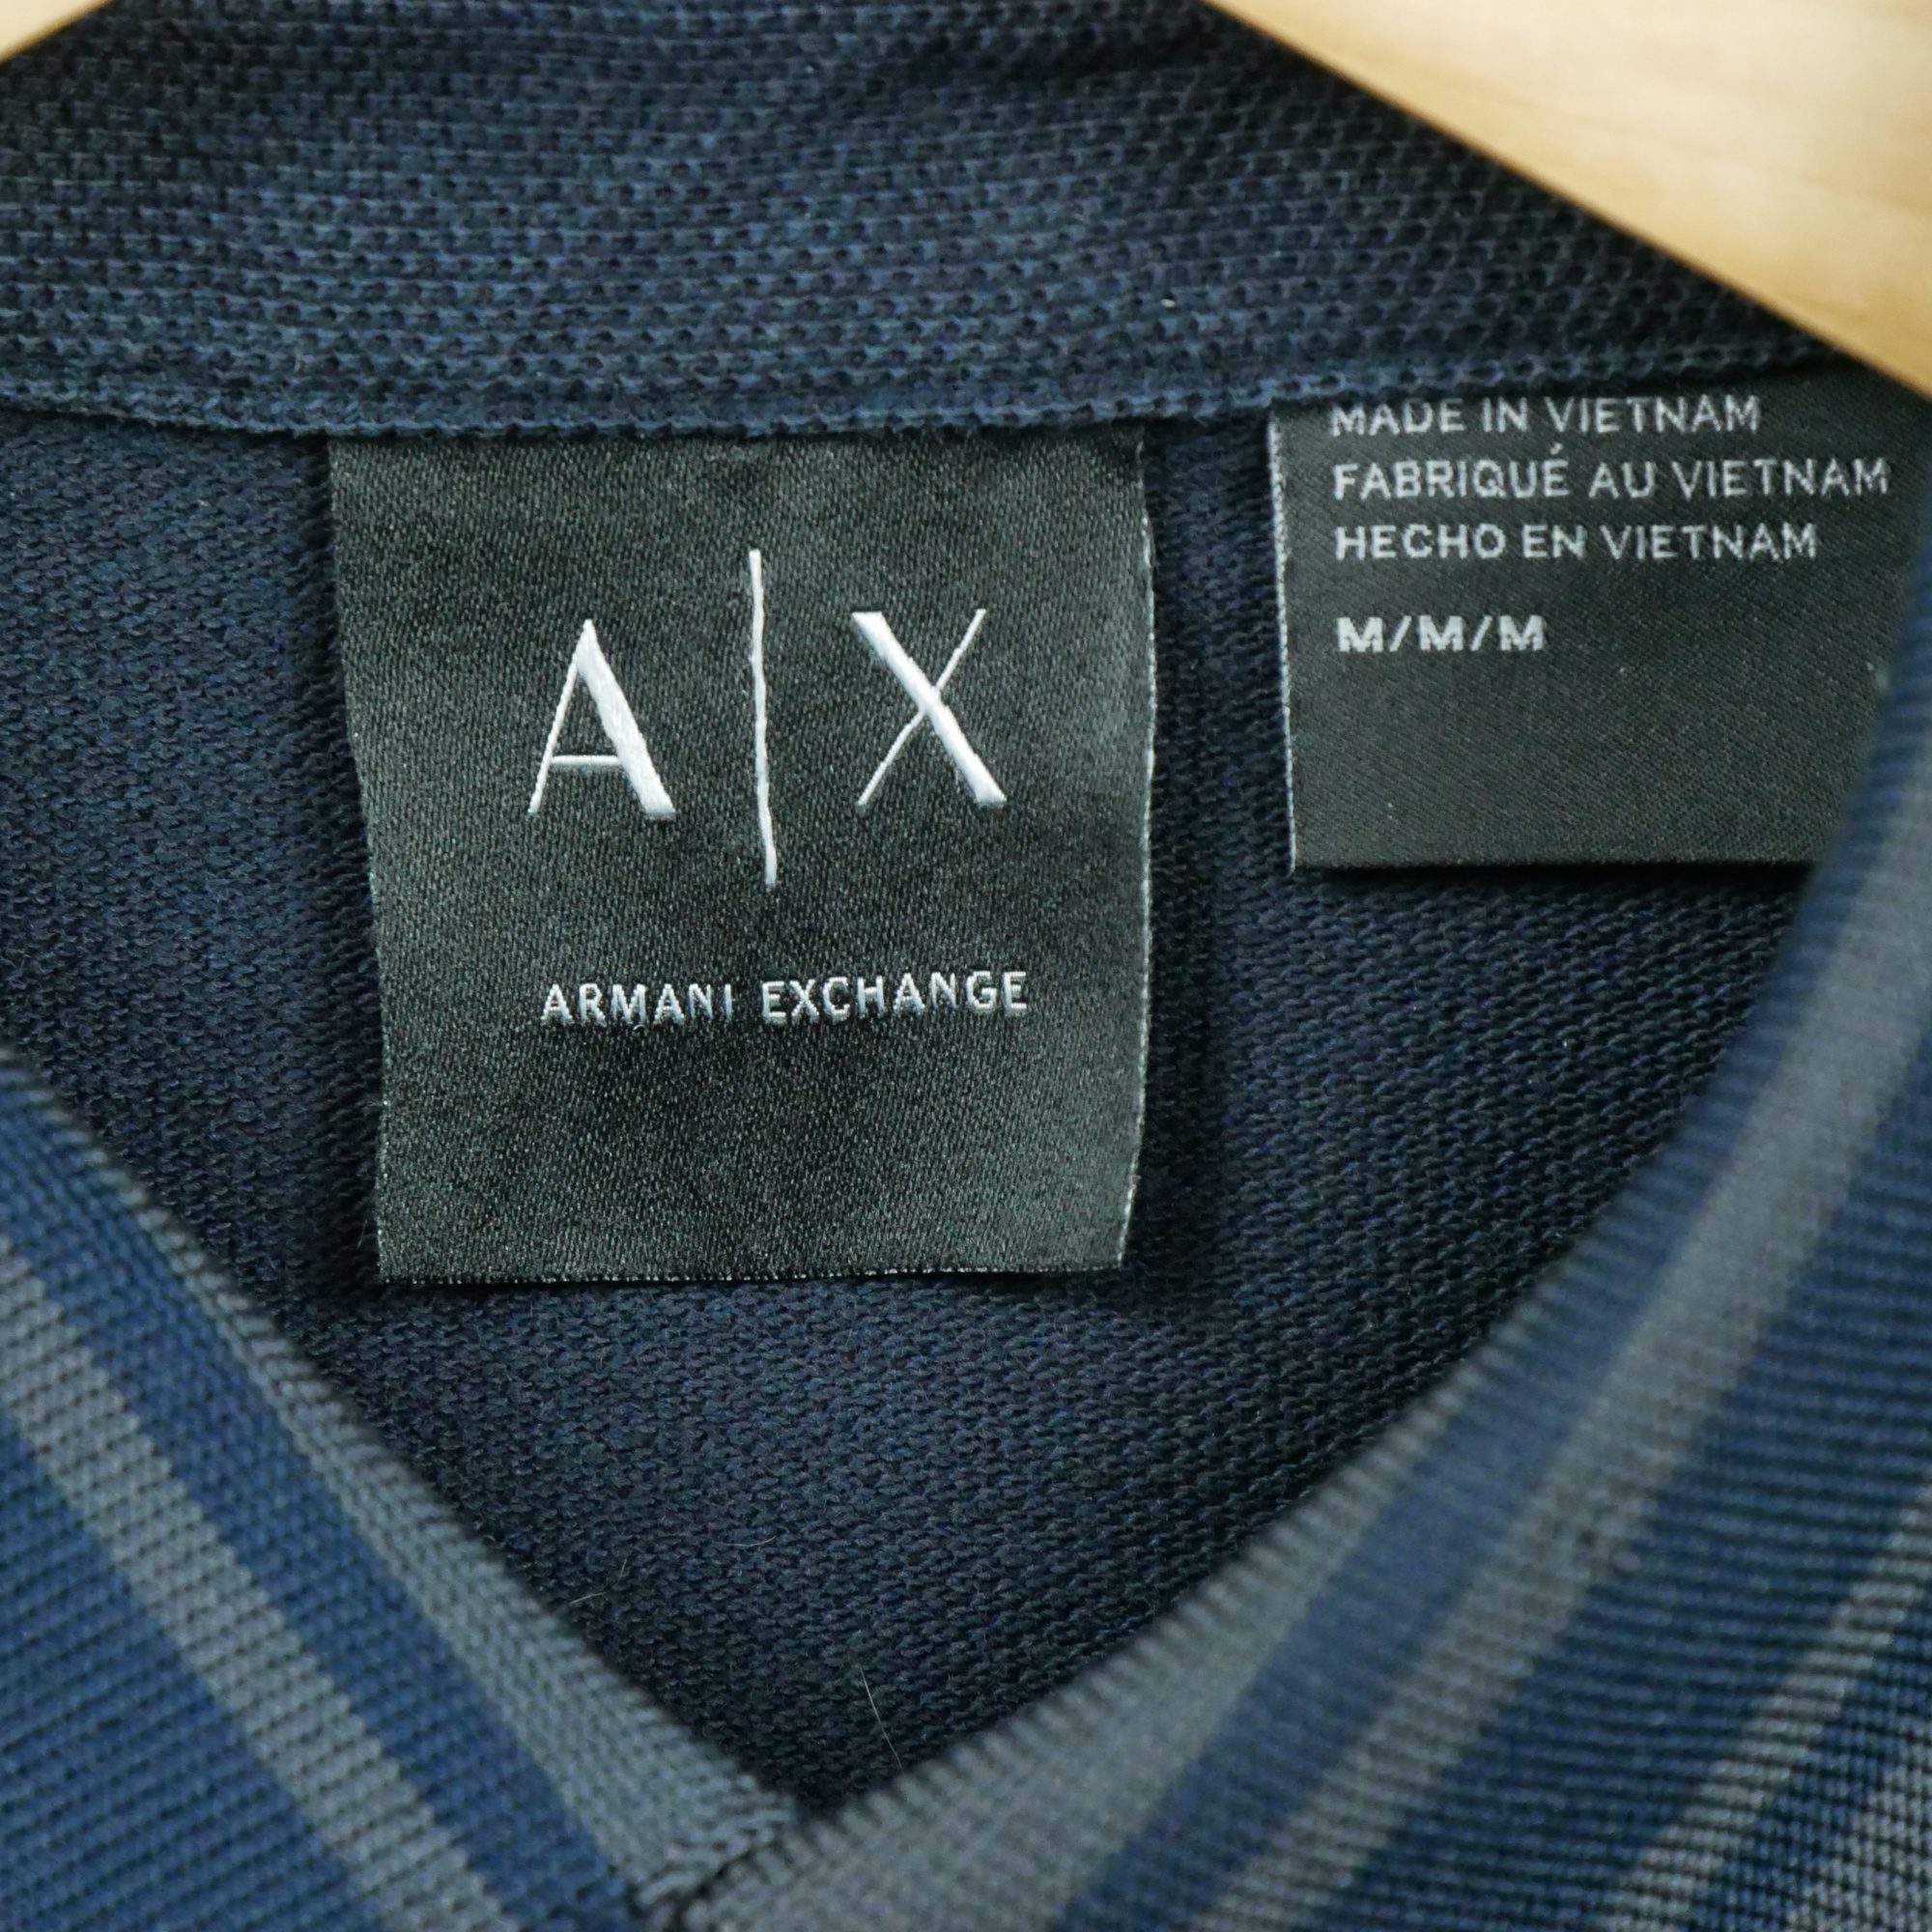 A|X
ARMANI EXCHANGE
MADE IN VIETNAM
FABRIQUÉ AU VIETNAM
HECHO EN VIETNAM
M/M/M